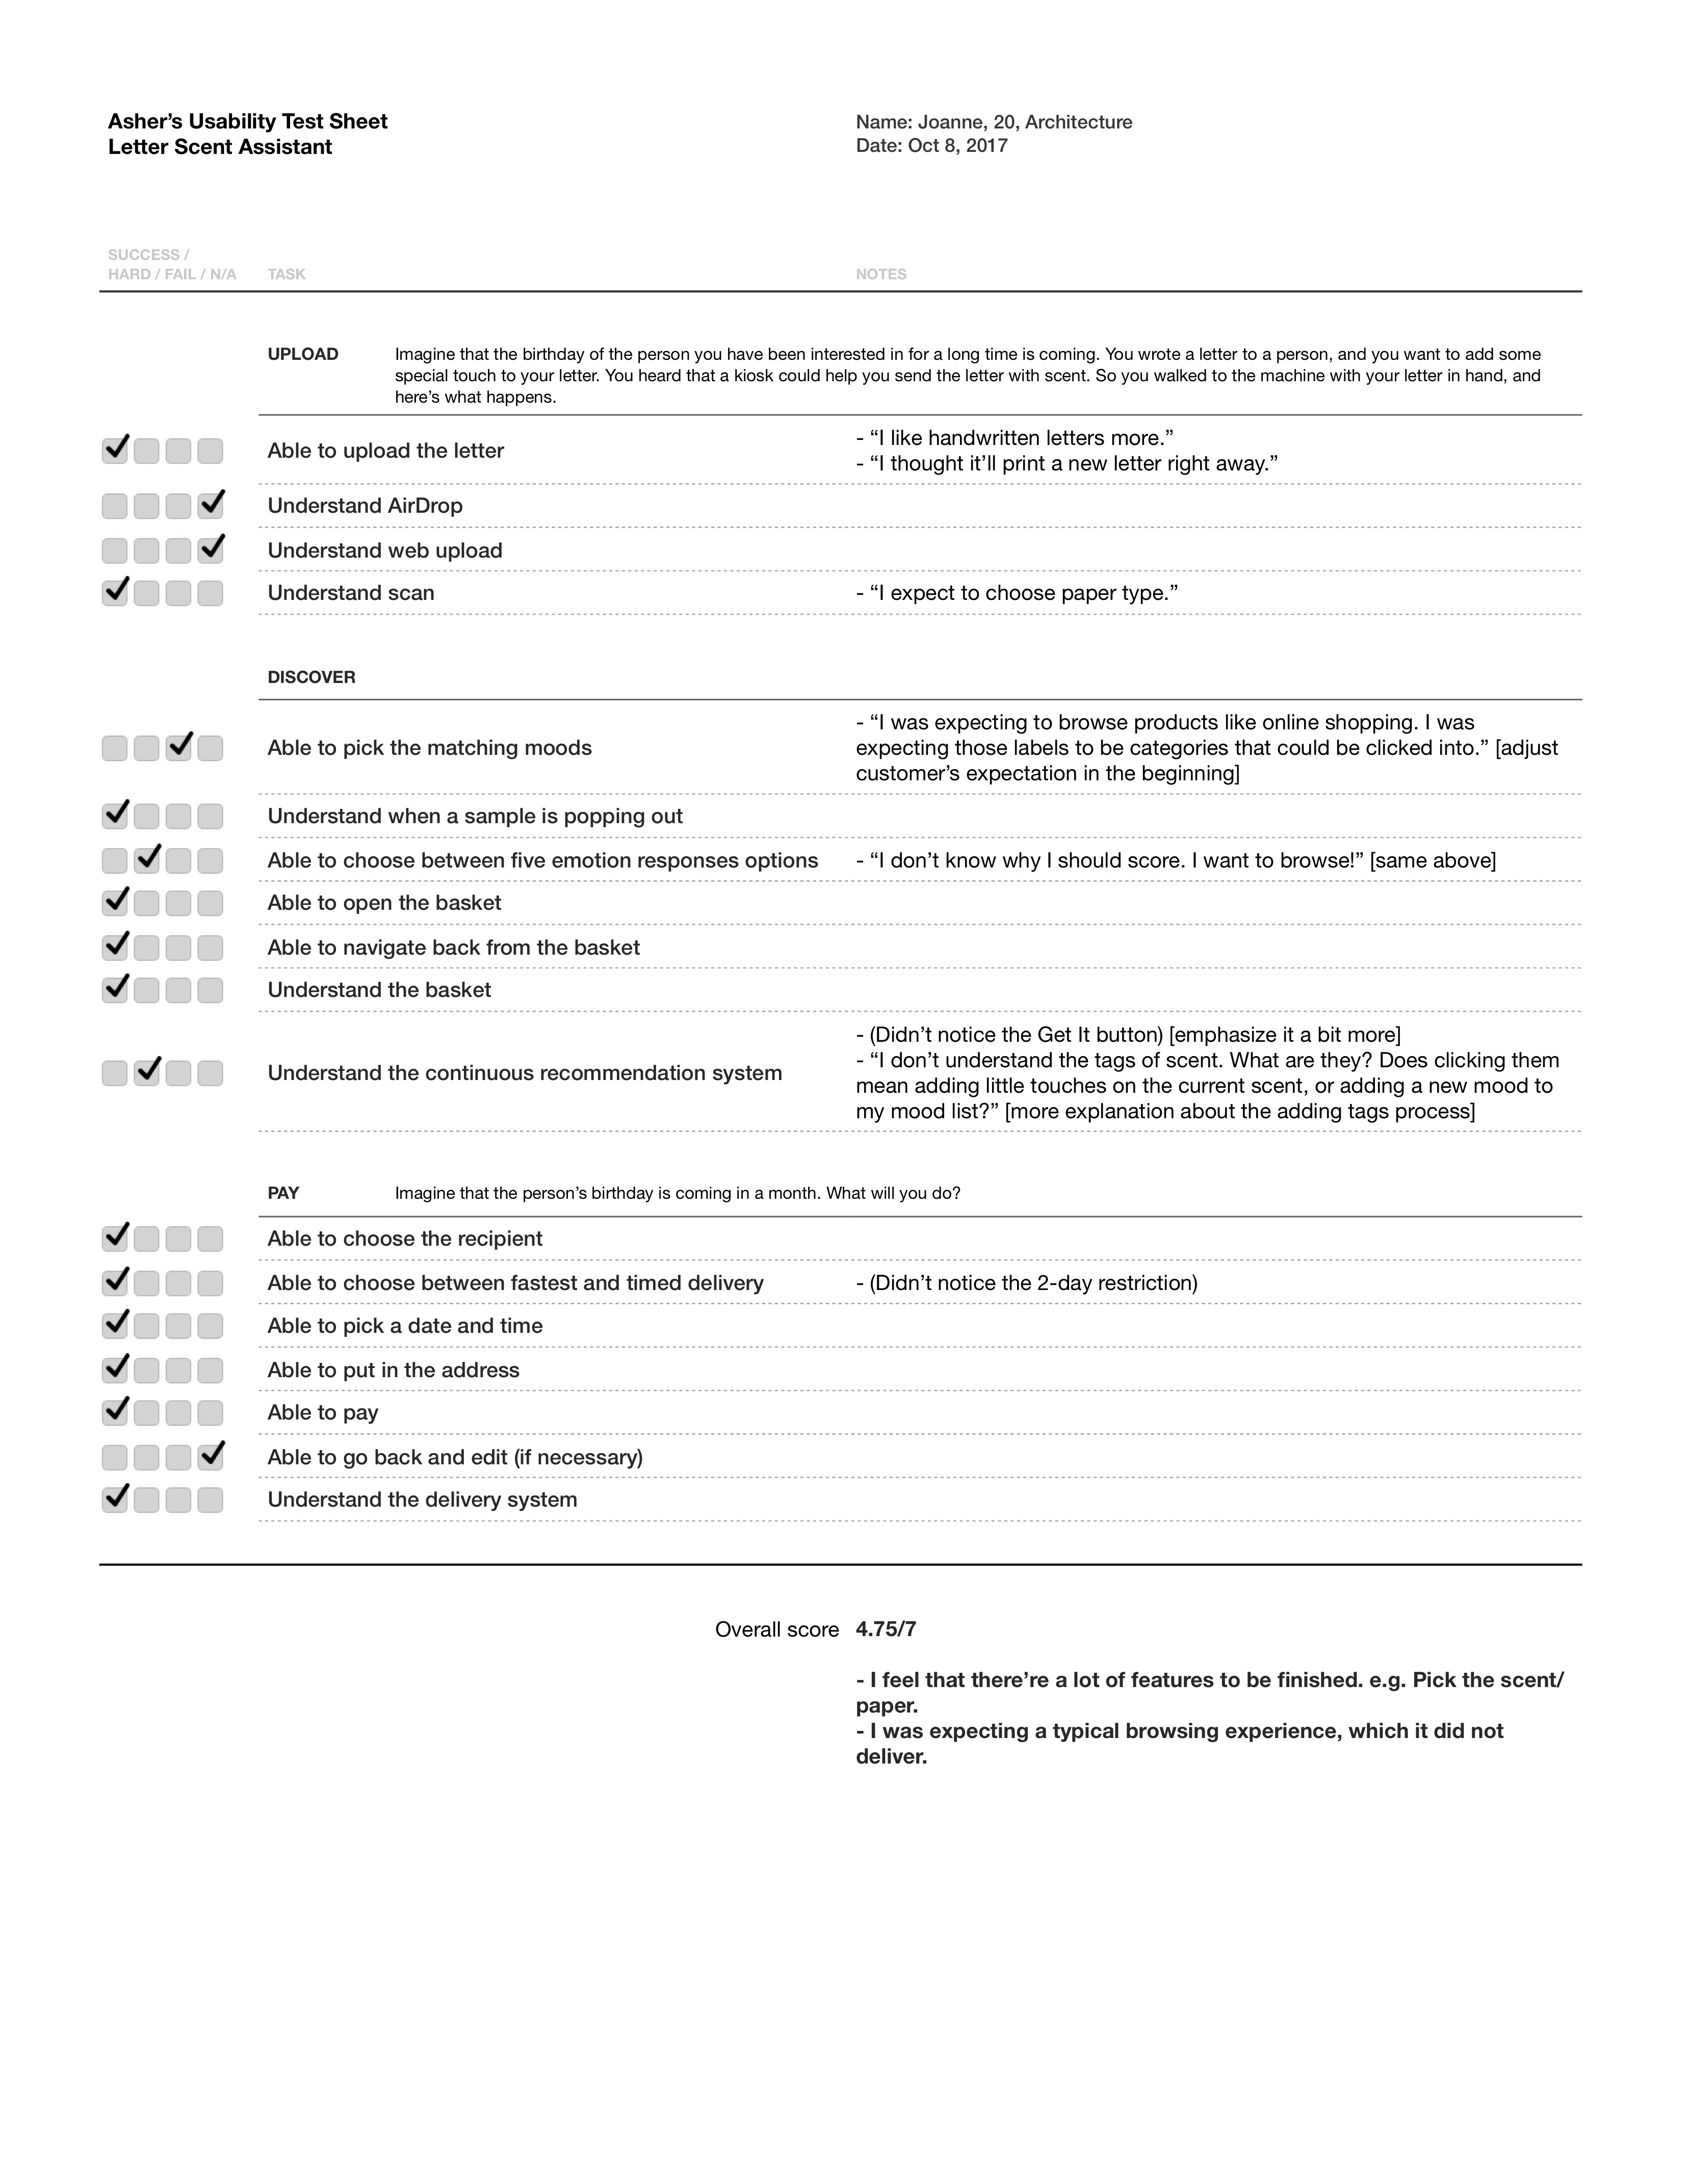 Asher’s Usability Test Sheet
Letter Scent Assistant
Name: Joanne, 20, Architecture
Date: Oct 8, 2017
SUCCESS /
HARD / FAIL / N/A
TASK
NOTES
UPLOAD
Imagine that the birthday of the person you have been interested in for a long time is coming. You wrote a letter to a person, and you want to add some
special touch to your letter. You heard that a kiosk could help you send the letter with scent. So you walked to the machine with your letter in hand, and
here’s what happens.
Able to upload the letter
- “I like handwritten letters more.”
- “I thought it’ll print a new letter right away.”
Understand AirDrop
Understand web upload
Understand scan
- “I expect to choose paper type.”
DISCOVER
Able to pick the matching moods
- “I was expecting to browse products like online shopping. I was
expecting those labels to be categories that could be clicked into.” [adjust
customer’s expectation in the beginning]
Understand when a sample is popping out
Able to choose between five emotion responses options
- “I don’t know why I should score. I want to browse!” [same above]
Able to open the basket
Able to navigate back from the basket
Understand the basket
Understand the continuous recommendation system
- (Didn’t notice the Get It button) [emphasize it a bit more]
- “I don’t understand the tags of scent. What are they? Does clicking them
mean adding little touches on the current scent, or adding a new mood to
my mood list?” [more explanation about the adding tags process]
PAY
Imagine that the person’s birthday is coming in a month. What will you do?
Able to choose the recipient
Able to choose between fastest and timed delivery
- (Didn’t notice the 2-day restriction)
Able to pick a date and time
Able to put in the address
Able to pay
Able to go back and edit (if necessary)
Understand the delivery system
Overall score
4.75/7
- I feel that there’re a lot of features to be finished. e.g. Pick the scent/
paper.
- I was expecting a typical browsing experience, which it did not
deliver.